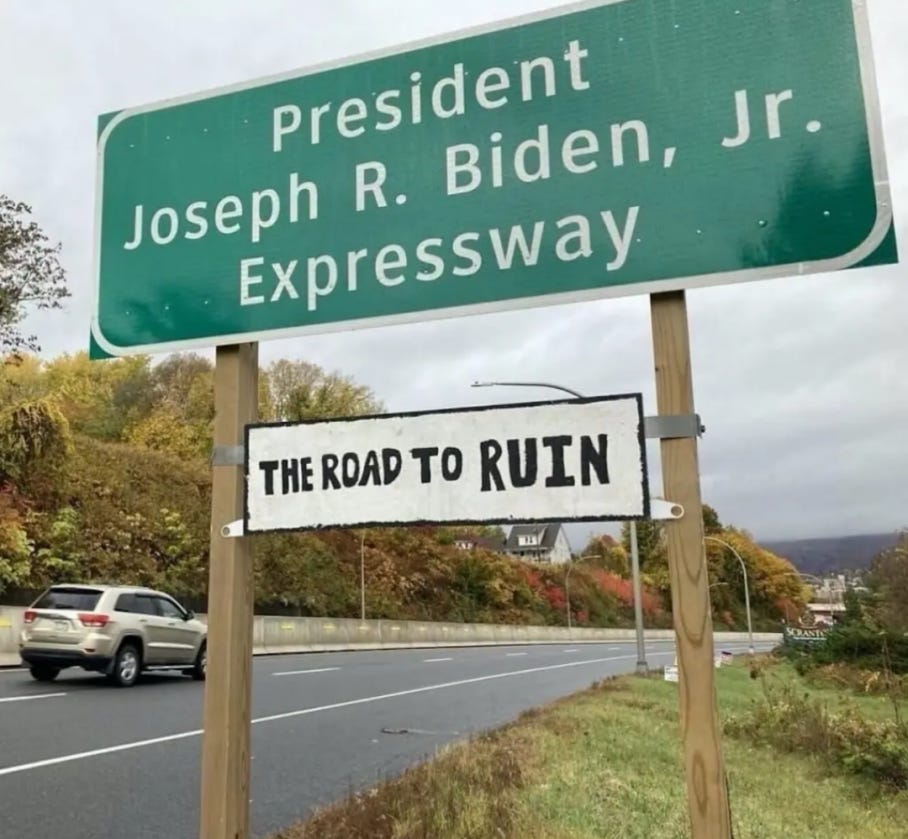 President
Joseph R. Biden, Jr.
Expressway
THE ROAD TO RUIN